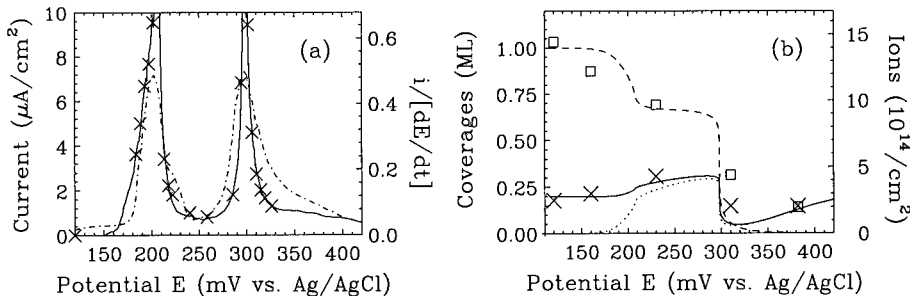 (a)
Current (μA/cm²)
10
8
6
4
2
0
0.6
0.4
0.2
0.0
i/[dE/dt]
150 200 250 300 350 400
Potential E (mV vs. Ag/AgCl)
(b)
Coverages (ML)
1.00
0.75
0.50
0.25
0.00
15
10
5
0
Ions (10¹⁴/cm²)
150 200 250 300 350 400
Potential E (mV vs. Ag/AgCl)